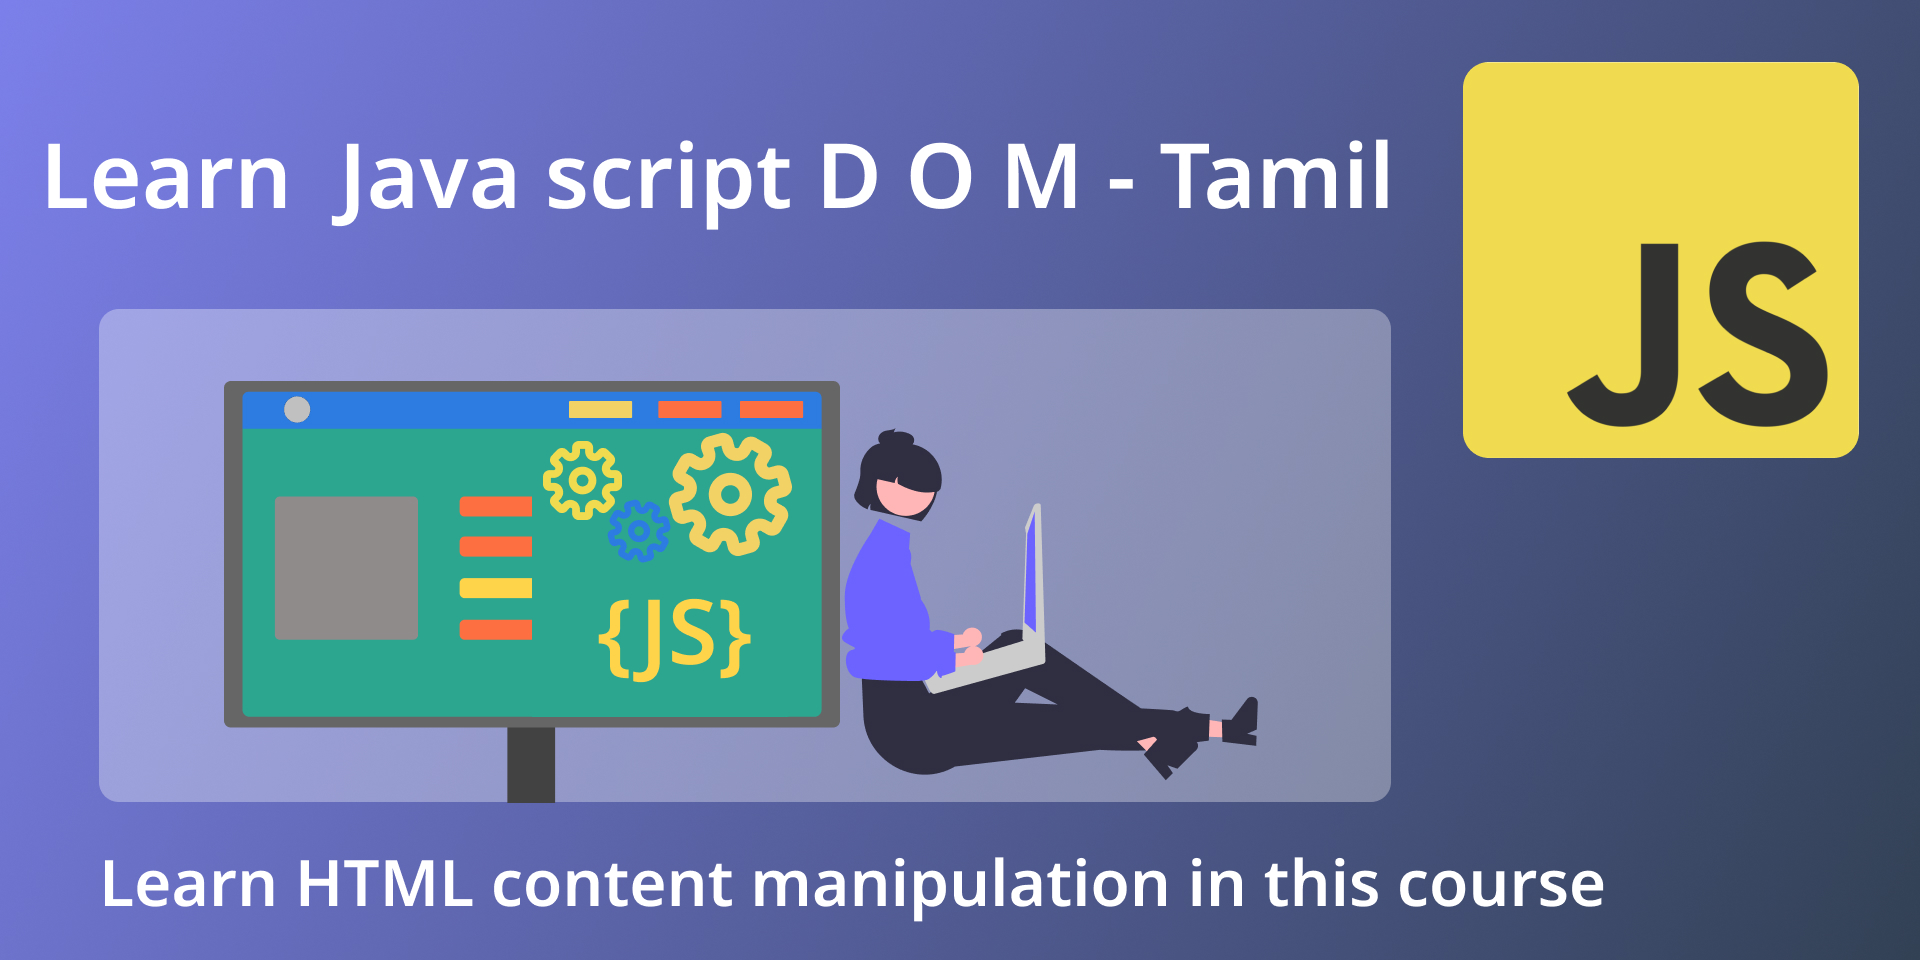 Learn  Java script D O M - Tamil
JS
{JS}
Learn HTML content manipulation in this course